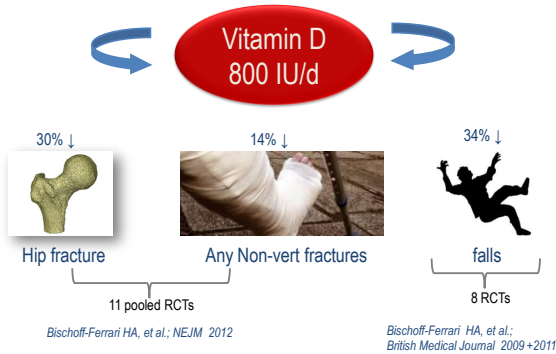 Vitamin D
800 IU/d
30% ↓
14% ↓
34% ↓
Hip fracture
Any Non-vert fractures
falls
11 pooled RCTs
8 RCTs
Bischoff-Ferrari HA, et al.; NEJM 2012
Bischoff-Ferrari HA, et al.;
British Medical Journal 2009 +2011